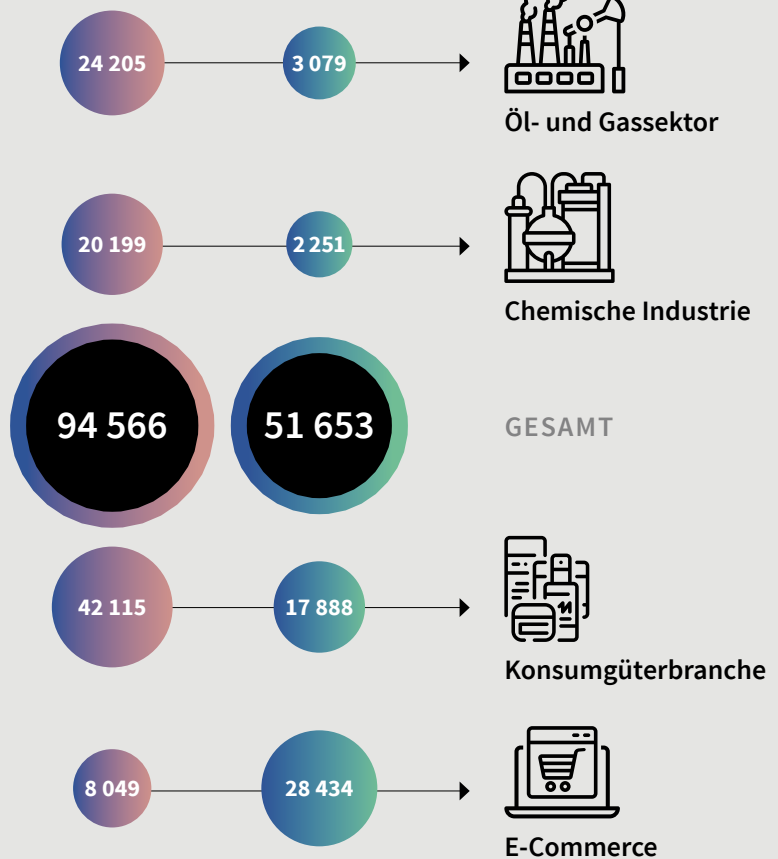 24 205
3 079
Öl- und Gassektor
20 199
2 251
Chemische Industrie
94 566
51 653
GESAMT
42 115
17 888
Konsumgüterbranche
8 049
28 434
E-Commerce